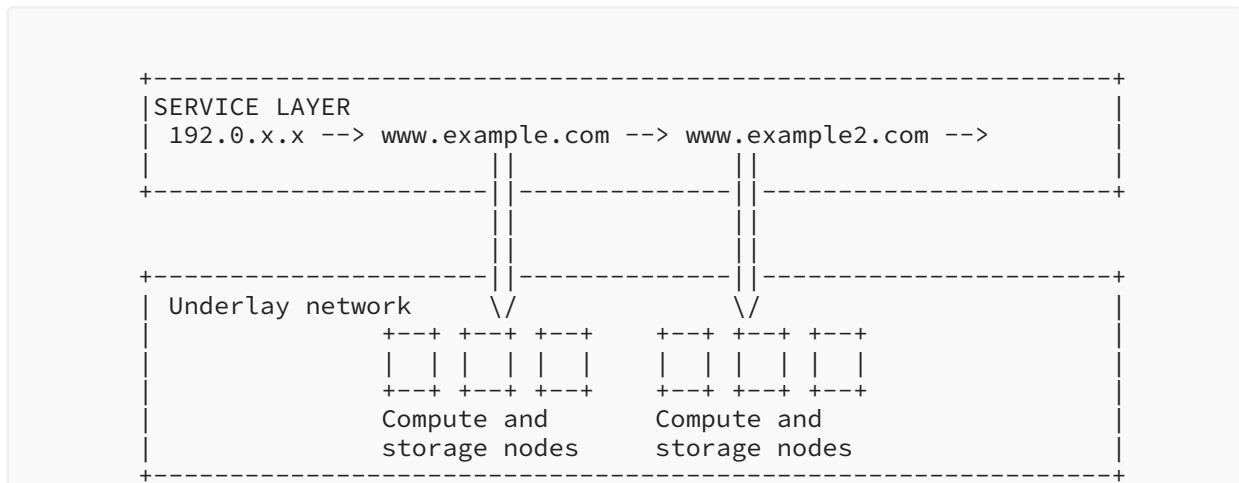 SERVICE LAYER
192.0.x.x --> www.example.com --> www.example2.com -->
Underlay network
Compute and Compute and
storage nodes storage nodes